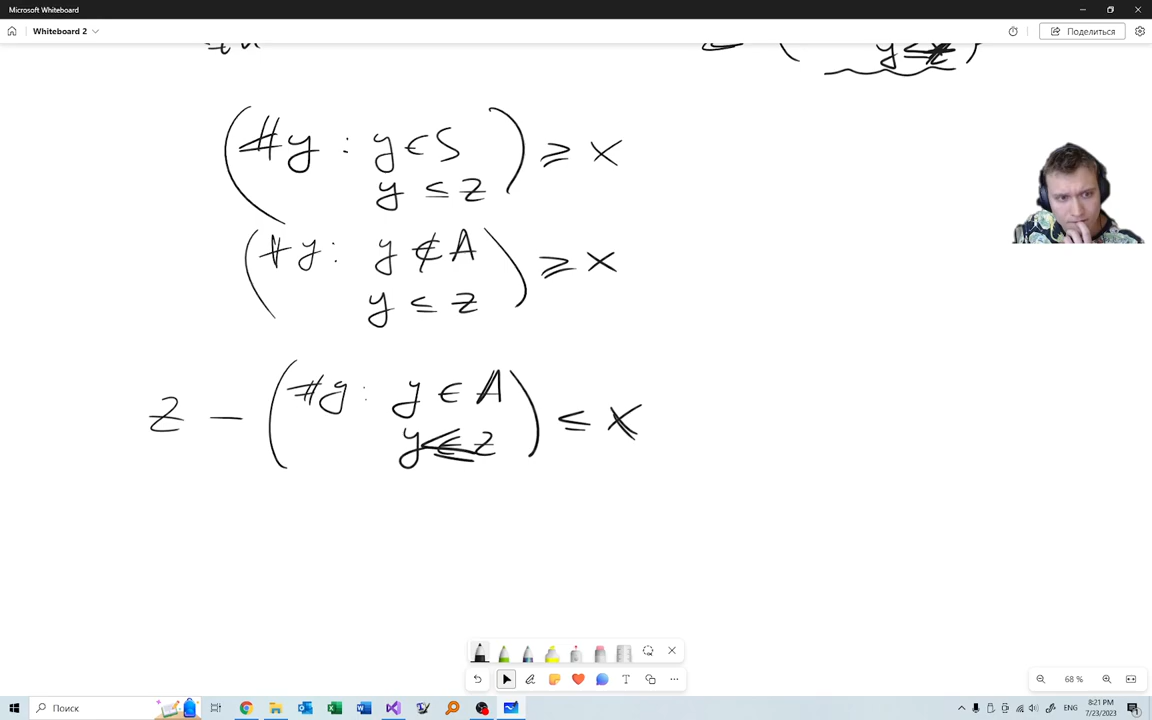 Microsoft Whiteboard
Whiteboard 2
Поделиться
y ≤ z
(#y : y ∈ S
y ≤ z) ≥ x
(#y : y ∉ A
y ≤ z) ≥ x
z − (#y : y ∈ A
y ≤ z) ≤ x
68 %
Поиск
ENG
8:21 PM
7/23/2023